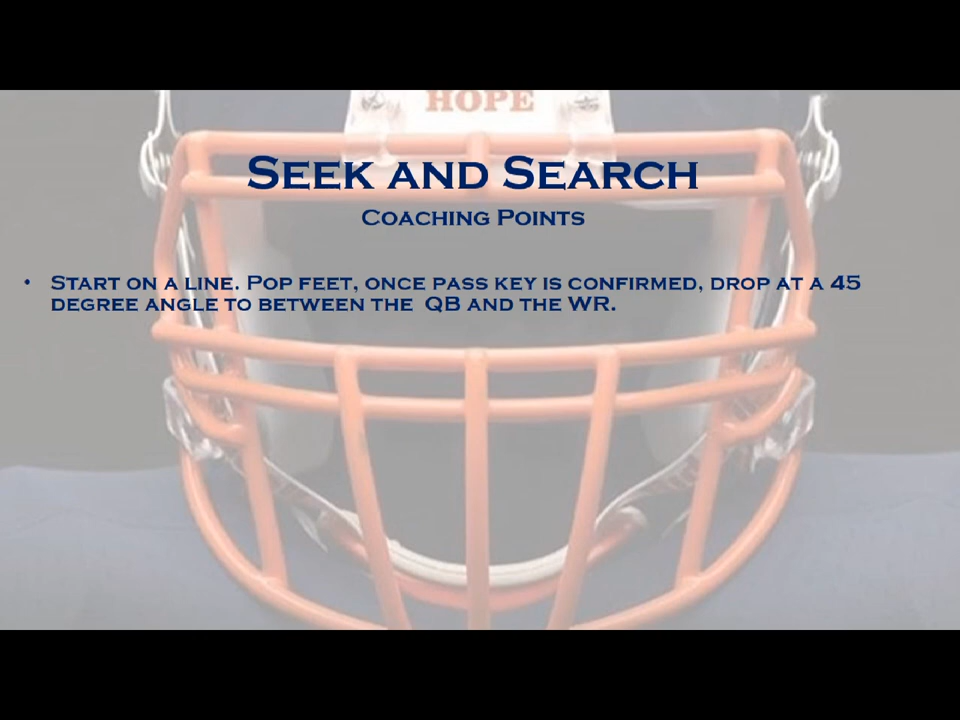 HOPE
SEEK AND SEARCH
COACHING POINTS
• START ON A LINE. POP FEET, ONCE PASS KEY IS CONFIRMED, DROP AT A 45
DEGREE ANGLE TO BETWEEN THE QB AND THE WR.